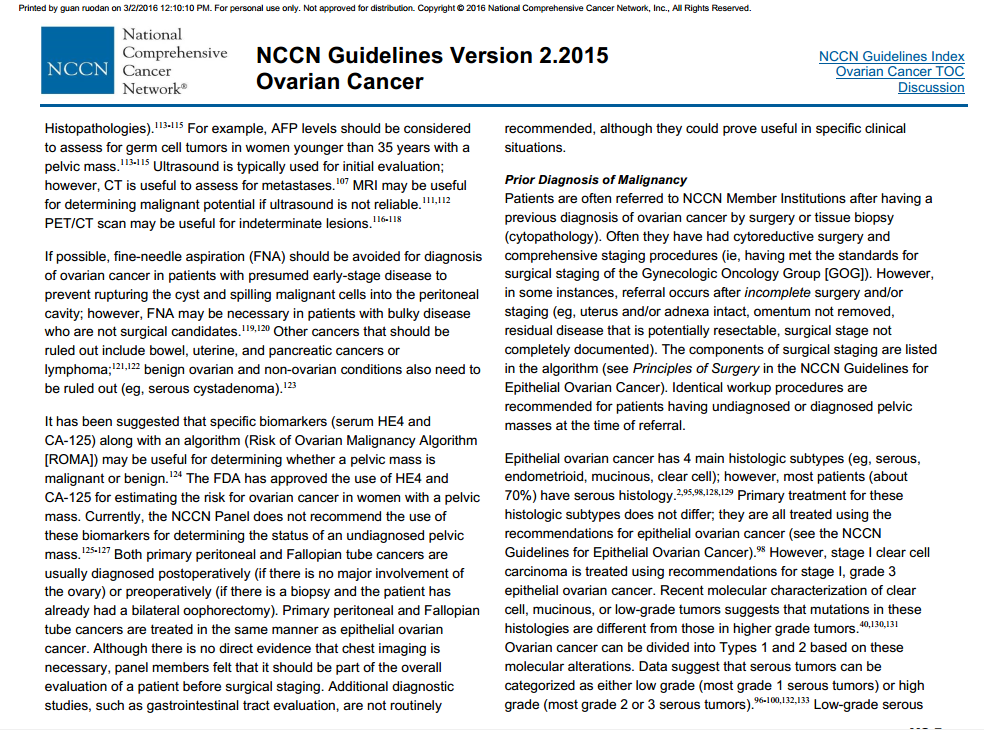 Printed by guan ruodan on 3/2/2016 12:10:10 PM. For personal use only. Not approved for distribution. Copyright © 2016 National Comprehensive Cancer Network, Inc., All Rights Reserved.
NCCN
National
Comprehensive
Cancer
Network®
NCCN Guidelines Version 2.2015
Ovarian Cancer
NCCN Guidelines Index
Ovarian Cancer TOC
Discussion
Histopathologies).113-115 For example, AFP levels should be considered
to assess for germ cell tumors in women younger than 35 years with a
pelvic mass.113-115 Ultrasound is typically used for initial evaluation;
however, CT is useful to assess for metastases.107 MRI may be useful
for determining malignant potential if ultrasound is not reliable.111,112
PET/CT scan may be useful for indeterminate lesions.116-118
If possible, fine-needle aspiration (FNA) should be avoided for diagnosis
of ovarian cancer in patients with presumed early-stage disease to
prevent rupturing the cyst and spilling malignant cells into the peritoneal
cavity; however, FNA may be necessary in patients with bulky disease
who are not surgical candidates.119,120 Other cancers that should be
ruled out include bowel, uterine, and pancreatic cancers or
lymphoma;121,122 benign ovarian and non-ovarian conditions also need to
be ruled out (eg, serous cystadenoma).123
It has been suggested that specific biomarkers (serum HE4 and
CA-125) along with an algorithm (Risk of Ovarian Malignancy Algorithm
[ROMA]) may be useful for determining whether a pelvic mass is
malignant or benign.124 The FDA has approved the use of HE4 and
CA-125 for estimating the risk for ovarian cancer in women with a pelvic
mass. Currently, the NCCN Panel does not recommend the use of
these biomarkers for determining the status of an undiagnosed pelvic
mass.125-127 Both primary peritoneal and Fallopian tube cancers are
usually diagnosed postoperatively (if there is no major involvement of
the ovary) or preoperatively (if there is a biopsy and the patient has
already had a bilateral oophorectomy). Primary peritoneal and Fallopian
tube cancers are treated in the same manner as epithelial ovarian
cancer. Although there is no direct evidence that chest imaging is
necessary, panel members felt that it should be part of the overall
evaluation of a patient before surgical staging. Additional diagnostic
studies, such as gastrointestinal tract evaluation, are not routinely
recommended, although they could prove useful in specific clinical
situations.
Prior Diagnosis of Malignancy
Patients are often referred to NCCN Member Institutions after having a
previous diagnosis of ovarian cancer by surgery or tissue biopsy
(cytopathology). Often they have had cytoreductive surgery and
comprehensive staging procedures (ie, having met the standards for
surgical staging of the Gynecologic Oncology Group [GOG]). However,
in some instances, referral occurs after incomplete surgery and/or
staging (eg, uterus and/or adnexa intact, omentum not removed,
residual disease that is potentially resectable, surgical stage not
completely documented). The components of surgical staging are listed
in the algorithm (see Principles of Surgery in the NCCN Guidelines for
Epithelial Ovarian Cancer). Identical workup procedures are
recommended for patients having undiagnosed or diagnosed pelvic
masses at the time of referral.
Epithelial ovarian cancer has 4 main histologic subtypes (eg, serous,
endometrioid, mucinous, clear cell); however, most patients (about
70%) have serous histology.2,95,98,128,129 Primary treatment for these
histologic subtypes does not differ; they are all treated using the
recommendations for epithelial ovarian cancer (see the NCCN
Guidelines for Epithelial Ovarian Cancer).98 However, stage I clear cell
carcinoma is treated using recommendations for stage I, grade 3
epithelial ovarian cancer. Recent molecular characterization of clear
cell, mucinous, or low-grade tumors suggests that mutations in these
histologies are different from those in higher grade tumors.40,130,131
Ovarian cancer can be divided into Types 1 and 2 based on these
molecular alterations. Data suggest that serous tumors can be
categorized as either low grade (most grade 1 serous tumors) or high
grade (most grade 2 or 3 serous tumors).96-100,132,133 Low-grade serous